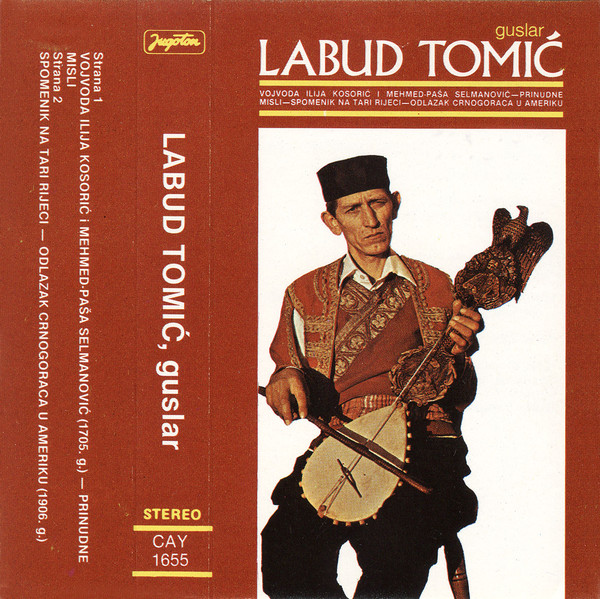 Strana 1
VOJVODA ILIJA KOSORIĆ i MEHMED-PAŠA SELMANOVIĆ (1705. g.) — PRINUDNE
MISLI
Strana 2
SPOMENIK NA TARI RIJECI — ODLAZAK CRNOGORACA U AMERIKU (1906. g.)
Jugoton
LABUD TOMIĆ, guslar
STEREO
CAY
1655
guslar
LABUD TOMIĆ
VOJVODA ILIJA KOSORIĆ I MEHMED-PAŠA SELMANOVIĆ—PRINUDNE
MISLI—SPOMENIK NA TARI RIJECI—ODLAZAK CRNOGORACA U AMERIKU